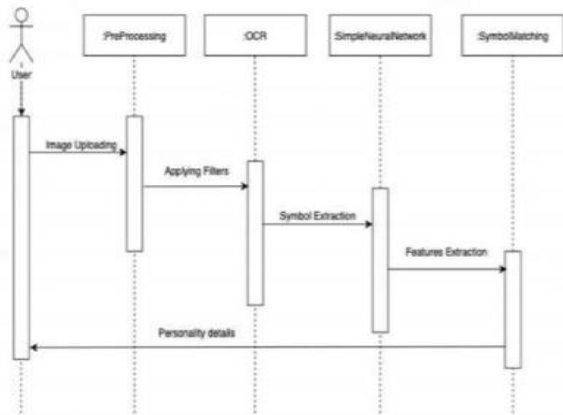 :PreProcessing
:OCR
:SimpleNeuralNetwork
:SymbolMatching
User
Image Uploading
Applying Filters
Symbol Extraction
Features Extraction
Personality details